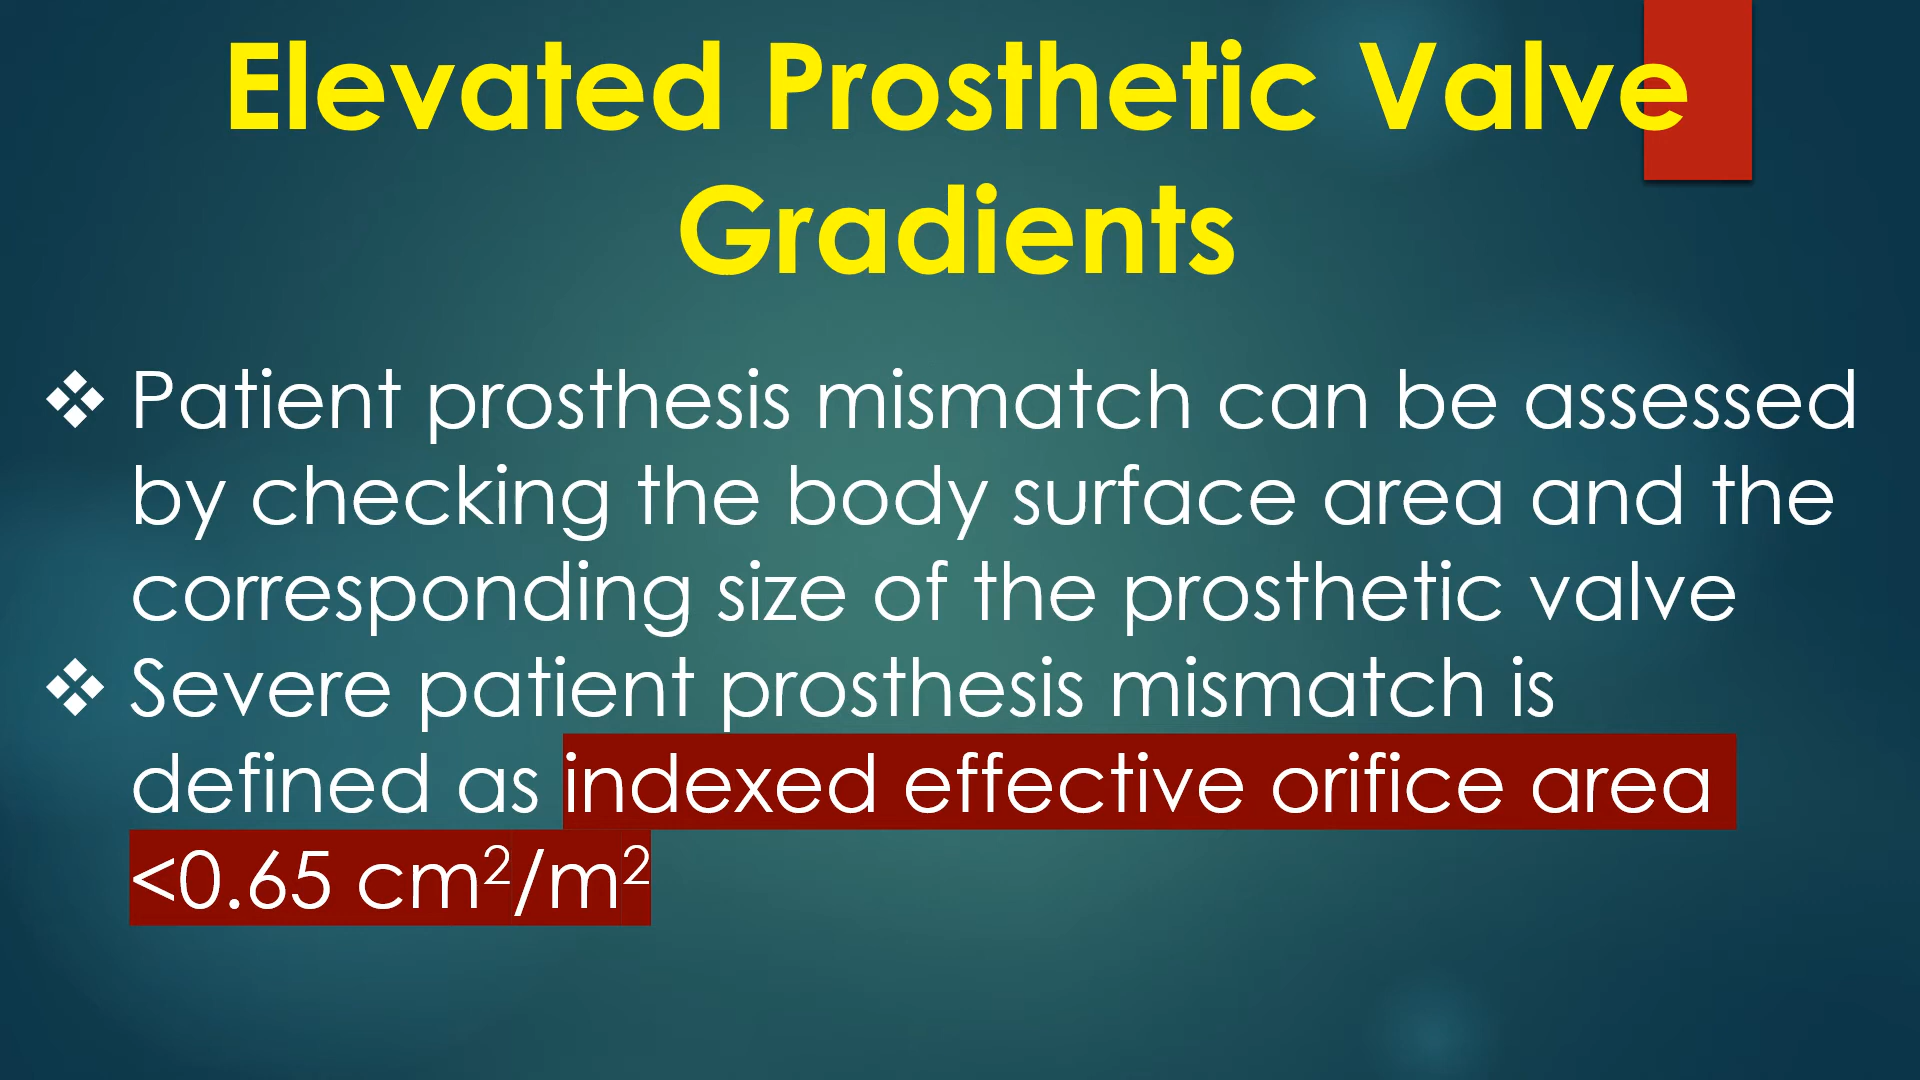 Elevated Prosthetic Valve
Gradients
❖ Patient prosthesis mismatch can be assessed
by checking the body surface area and the
corresponding size of the prosthetic valve
❖ Severe patient prosthesis mismatch is
defined as indexed effective orifice area
<0.65 cm²/m²